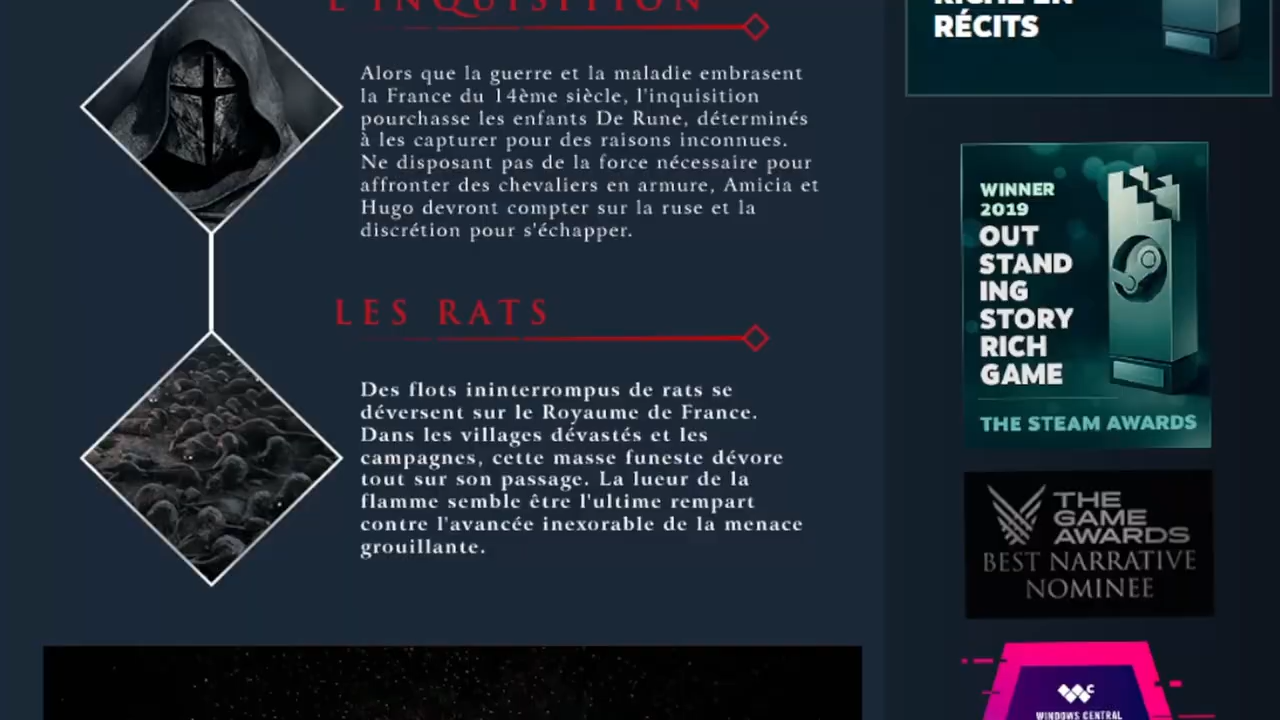 L'INQUISITION
Alors que la guerre et la maladie embrasent
la France du 14ème siècle, l'inquisition
pourchasse les enfants De Rune, déterminés
à les capturer pour des raisons inconnues.
Ne disposant pas de la force nécessaire pour
affronter des chevaliers en armure, Amicia et
Hugo devront compter sur la ruse et la
discrétion pour s'échapper.
LES RATS
Des flots ininterrompus de rats se
déversent sur le Royaume de France.
Dans les villages dévastés et les
campagnes, cette masse funeste dévore
tout sur son passage. La lueur de la
flamme semble être l'ultime rempart
contre l'avancée inexorable de la menace
grouillante.
RICHE EN
RÉCITS
WINNER
2019
OUT
STAND
ING
STORY
RICH
GAME
THE STEAM AWARDS
THE
GAME
AWARDS
BEST NARRATIVE
NOMINEE
WINDOWS CENTRAL